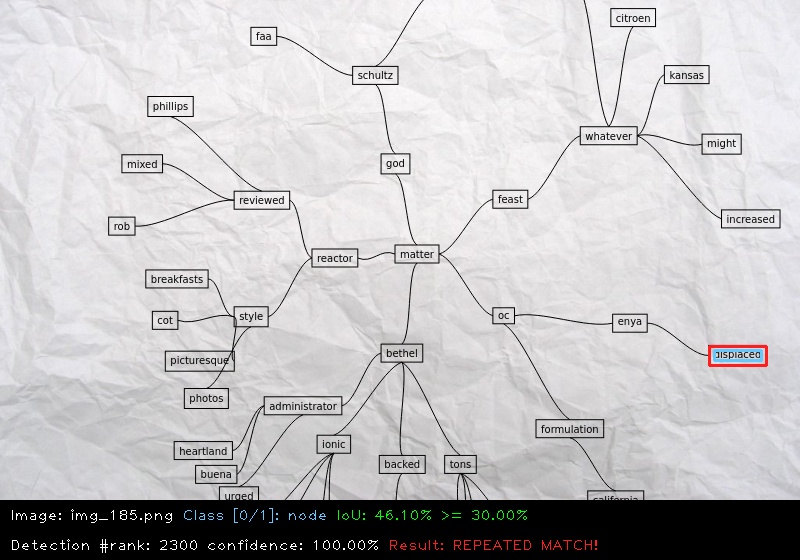 citroen
faa
schultz
kansas
phillips
whatever
might
mixed
god
reviewed
feast
increased
rob
matter
reactor
breakfasts
style
cot
oc
enya
displaced
bethel
picturesque
photos
administrator
formulation
heartland
ionic
backed
tons
buena
urged
california
Image: img_185.png Class [0/1]: node IoU: 46.10% >= 30.00%
Detection #rank: 2300 confidence: 100.00% Result: REPEATED MATCH!